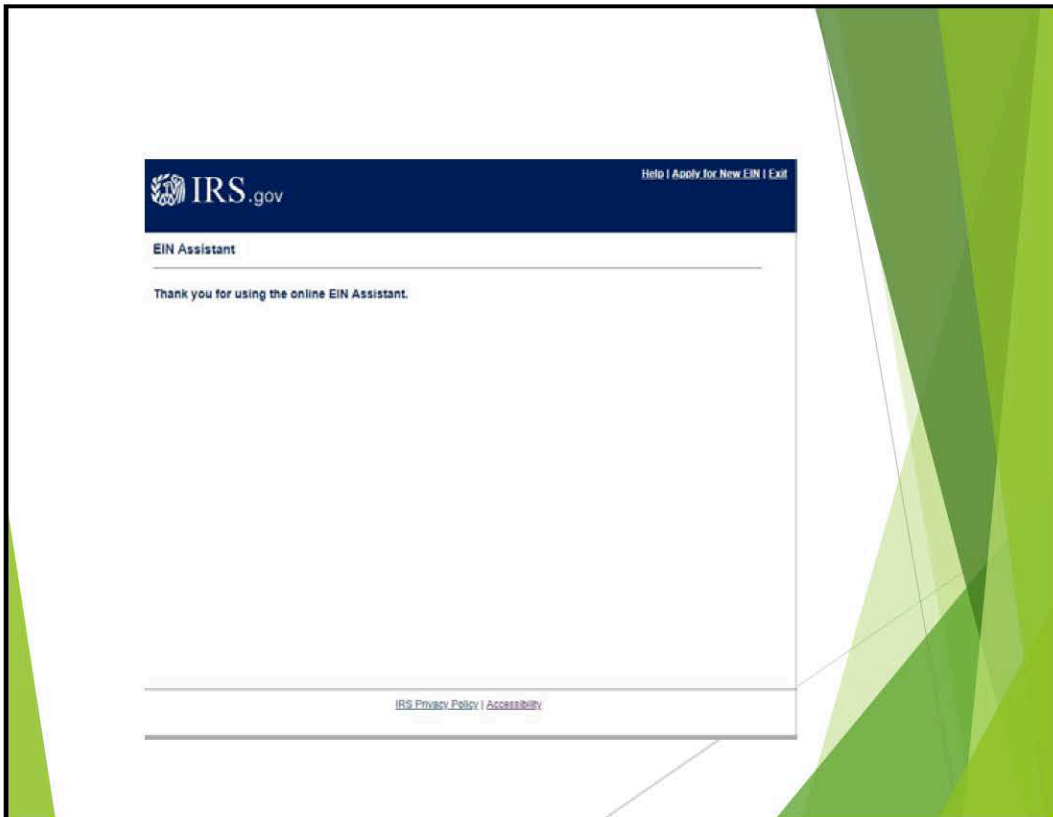 IRS.gov
Help | Apply for New EIN | Exit
EIN Assistant
Thank you for using the online EIN Assistant.
IRS Privacy Policy | Accessibility